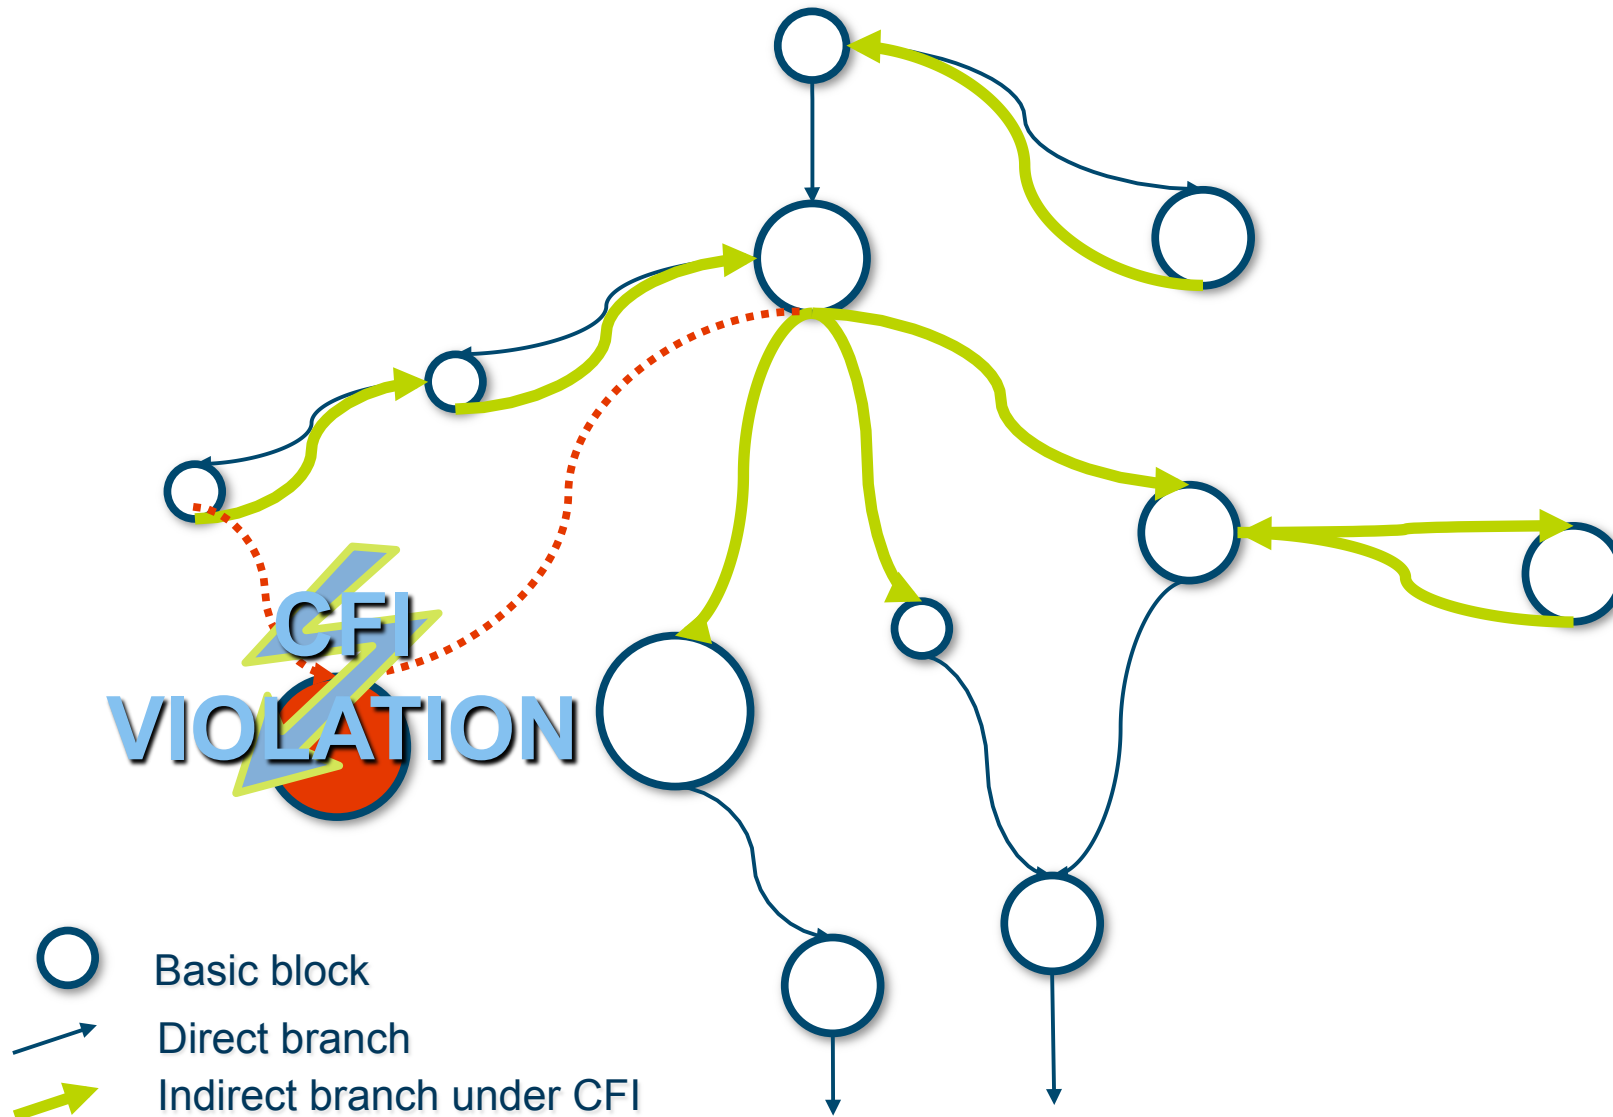 CFI
VIOLATION
Basic block
Direct branch
Indirect branch under CFI